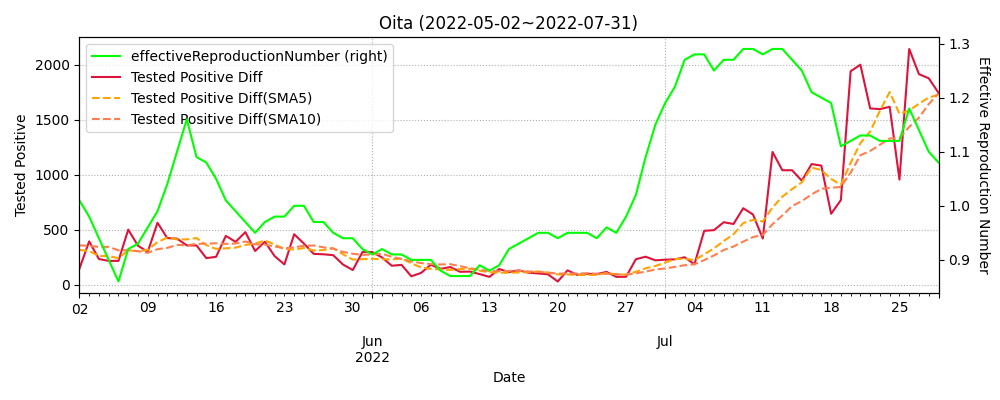 Oita (2022-05-02~2022-07-31)
effectiveReproductionNumber (right)
Tested Positive Diff
Tested Positive Diff(SMA5)
Tested Positive Diff(SMA10)
Tested Positive
2000
1500
1000
500
0
Effective Reproduction Number
1.3
1.2
1.1
1.0
0.9
02 09 16 23 30 06 13 20 27 04 11 18 25
Jun Jul
2022
Date